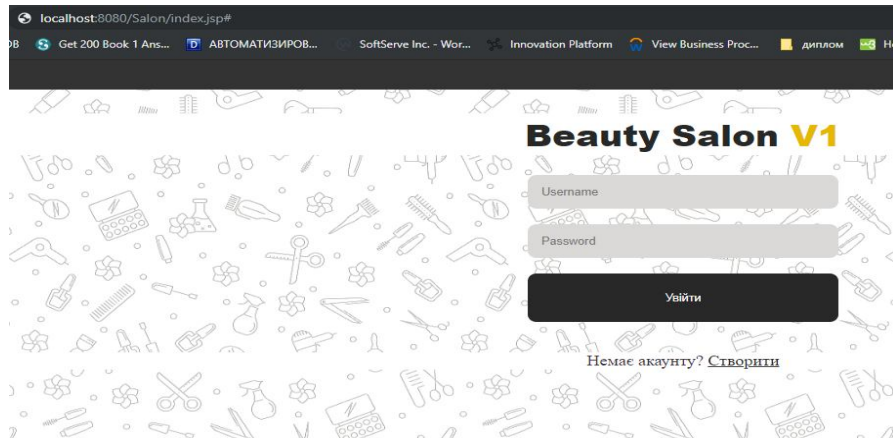 localhost:8080/Salon/index.jsp#
Get 200 Book 1 Ans... АВТОМАТИЗИРОВ... SoftServe Inc. - Wor... Innovation Platform View Business Proc... диплом
Beauty Salon V1
Username
Password
Увійти
Немає акаунту? Створити